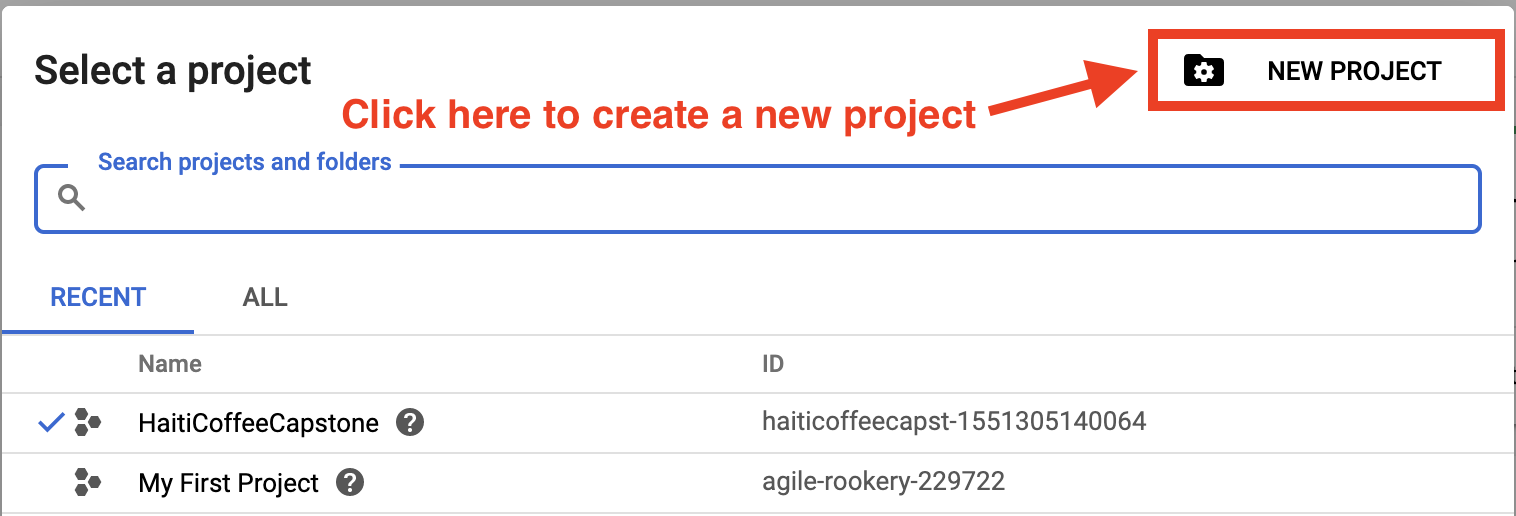 Select a project
NEW PROJECT
Click here to create a new project
Search projects and folders
RECENT ALL
Name ID
HaitiCoffeeCapstone haiticoffeecapst-1551305140064
My First Project agile-rookery-229722